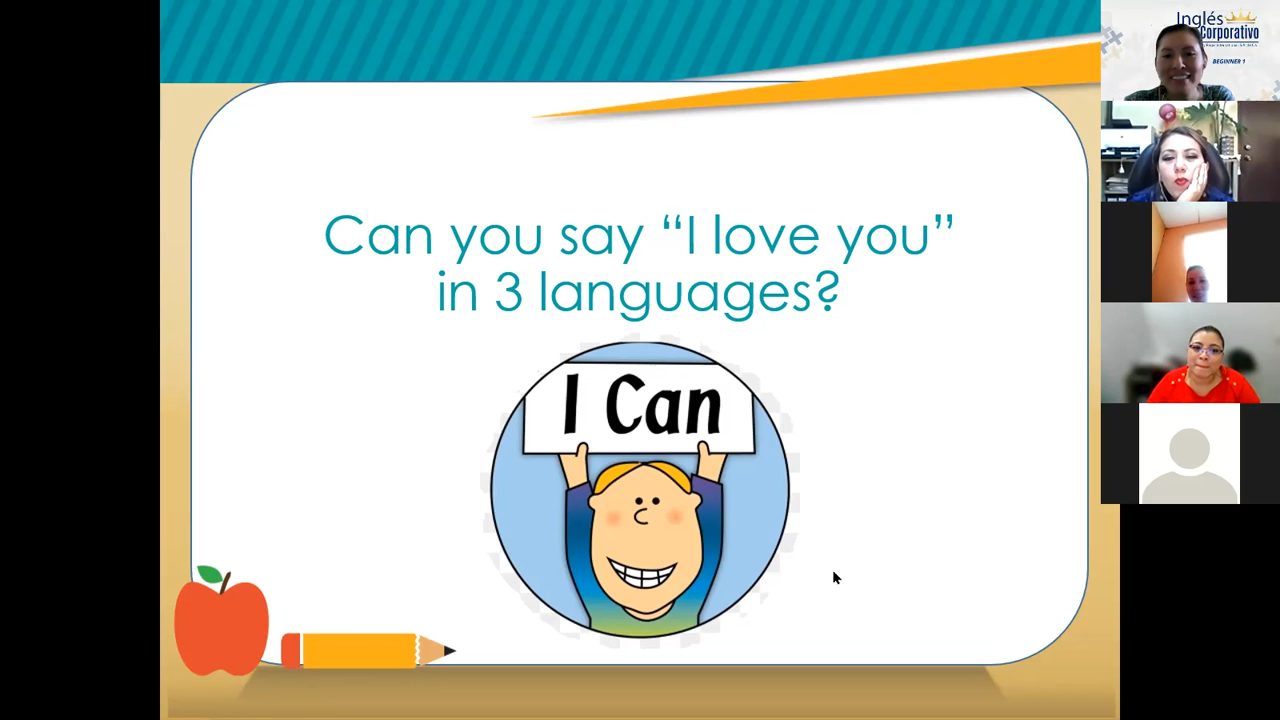 Can you say “I love you”
in 3 languages?
I Can
Inglés
Corporativo
BEGINNER 1